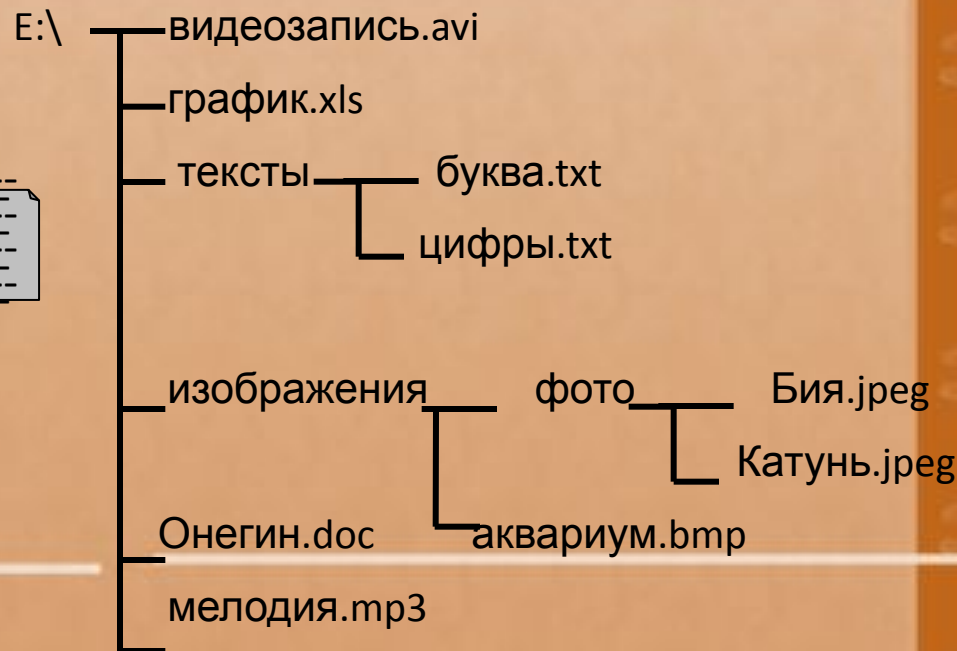 E:\ видеозапись.avi
график.xls
тексты буква.txt
цифры.txt
изображения фото Бия.jpeg
Катунь.jpeg
Онегин.doc аквариум.bmp
мелодия.mp3